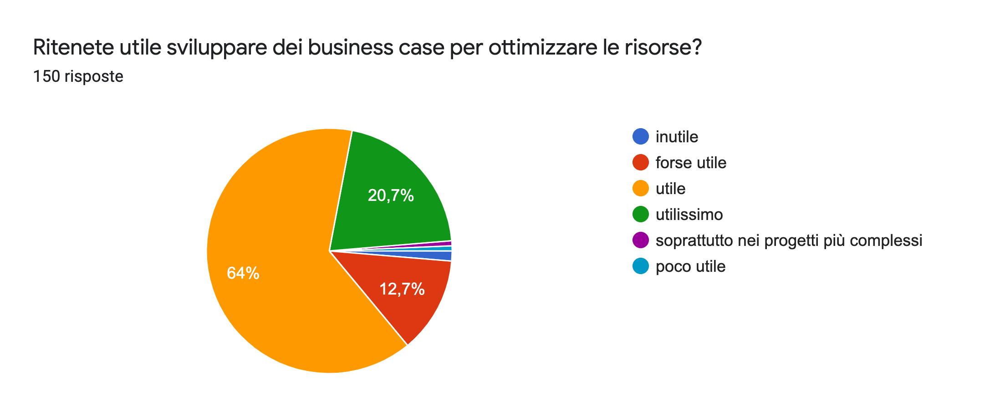 Ritenete utile sviluppare dei business case per ottimizzare le risorse?
150 risposte
20,7%
64%
12,7%
inutile
forse utile
utile
utilissimo
soprattutto nei progetti più complessi
poco utile